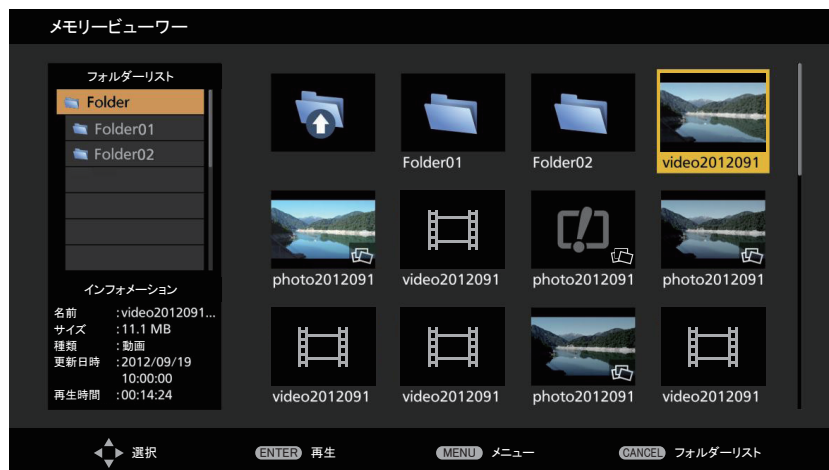 メモリービューワー
フォルダーリスト
Folder
Folder01
Folder02
インフォメーション
名前 :video2012091...
サイズ :11.1 MB
種類 :動画
更新日時 :2012/09/19
10:00:00
再生時間 :00:14:24
Folder01 Folder02 video2012091
photo2012091 video2012091 photo2012091 photo2012091
video2012091 video2012091 photo2012091 video2012091
選択 ENTER 再生 MENU メニュー CANCEL フォルダーリスト